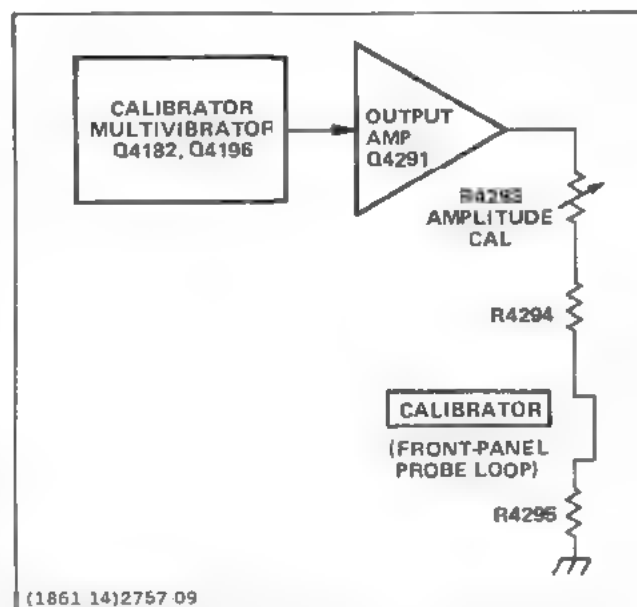 CALIBRATOR
MULTIVIBRATOR
Q4182, Q4196
OUTPUT
AMP
Q4291
R4293
AMPLITUDE
CAL
R4294
CALIBRATOR
(FRONT-PANEL
PROBE LOOP)
R4295
(1861 14)2757 09